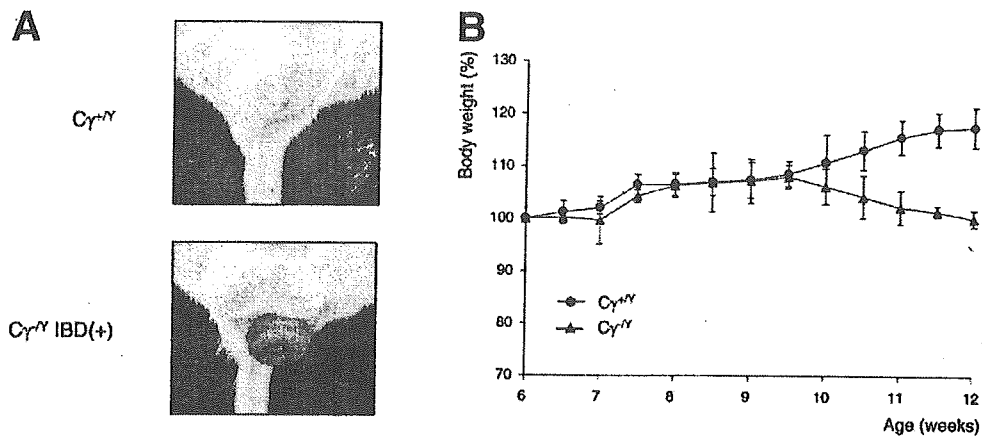 A
Cγ+/Y
Cγ-/Y IBD(+)
B
Body weight (%)
130
120
110
100
90
80
70
Cγ+/Y
Cγ-/Y
6
7
8
9
10
11
12
Age (weeks)